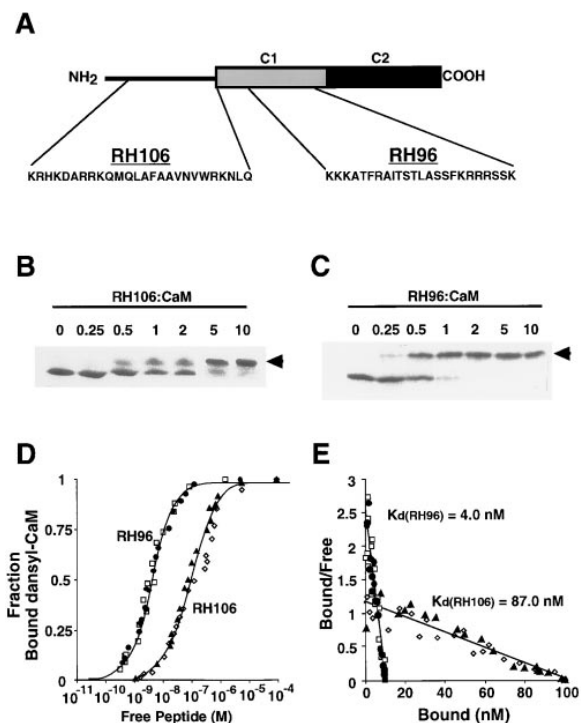 A
C1 C2
NH2 COOH
RH106 RH96
KRHKDARRKQMQLAFAAVNVWRKNLQ KKKATFRAITSTLASSFKRRRSSK
B C
RH106:CaM RH96:CaM
0 0.25 0.5 1 2 5 10 0 0.25 0.5 1 2 5 10
D E
Fraction
Bound dansyl-CaM
1
0.75
0.5
0.25
0
RH96
RH106
10⁻¹¹ 10⁻¹⁰ 10⁻⁹ 10⁻⁸ 10⁻⁷ 10⁻⁶ 10⁻⁵ 10⁻⁴
Free Peptide (M)
Bound/Free
3
2.5
2
1.5
1
0.5
0
Kd(RH96) = 4.0 nM
Kd(RH106) = 87.0 nM
0 20 40 60 80 100
Bound (nM)